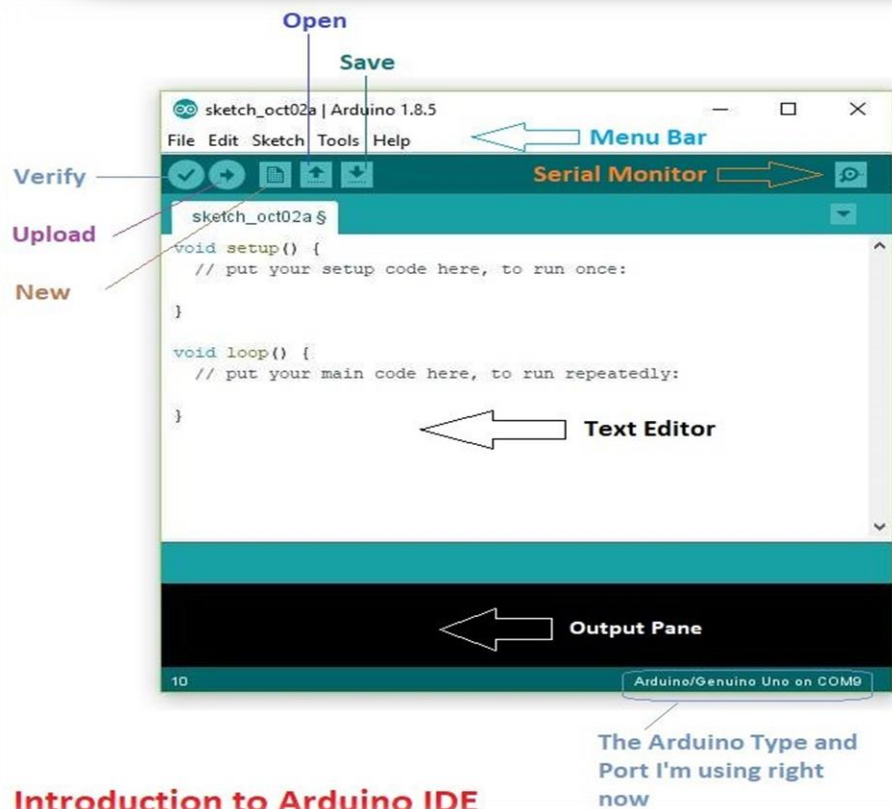 Open
Save
sketch_oct02a | Arduino 1.8.5
File Edit Sketch Tools Help
Menu Bar
Verify
Serial Monitor
sketch_oct02a §
Upload
void setup() {
// put your setup code here, to run once:
New
}
void loop() {
// put your main code here, to run repeatedly:
}
Text Editor
Output Pane
10
Arduino/Genuino Uno on COM9
The Arduino Type and
Port I'm using right
now
Introduction to Arduino IDE